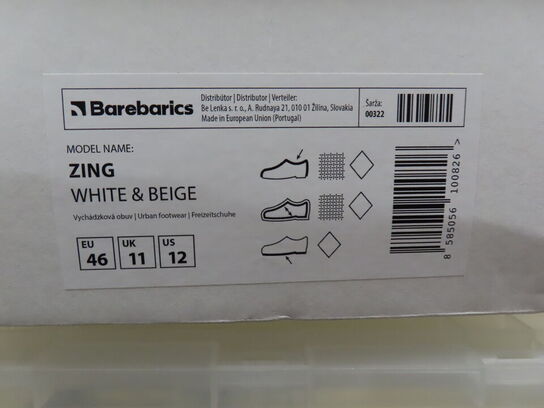 Barebarics
Distribútor | Distributor | Verteiler:
Be Lenka s. r. o., A. Rudnaya 21, 010 01 Žilina, Slovakia
Made in European Union (Portugal)
Šarža:
00322
MODEL NAME:
ZING
WHITE & BEIGE
Vychádzková obuv | Urban footwear | Freizeitschuhe
EU
46
UK
11
US
12
8 585056 100826 >